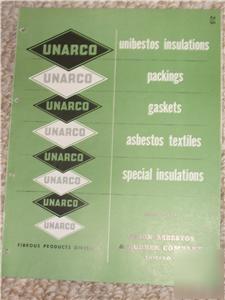 UNARCO
unibestos insulations
UNARCO
packings
UNARCO
gaskets
UNARCO
asbestos textiles
UNARCO
UNARCO
special insulations
UNARCO
UNARCO
FIBROUS PRODUCTS DIVISION
ASBESTOS
& RUBBER COMPANY